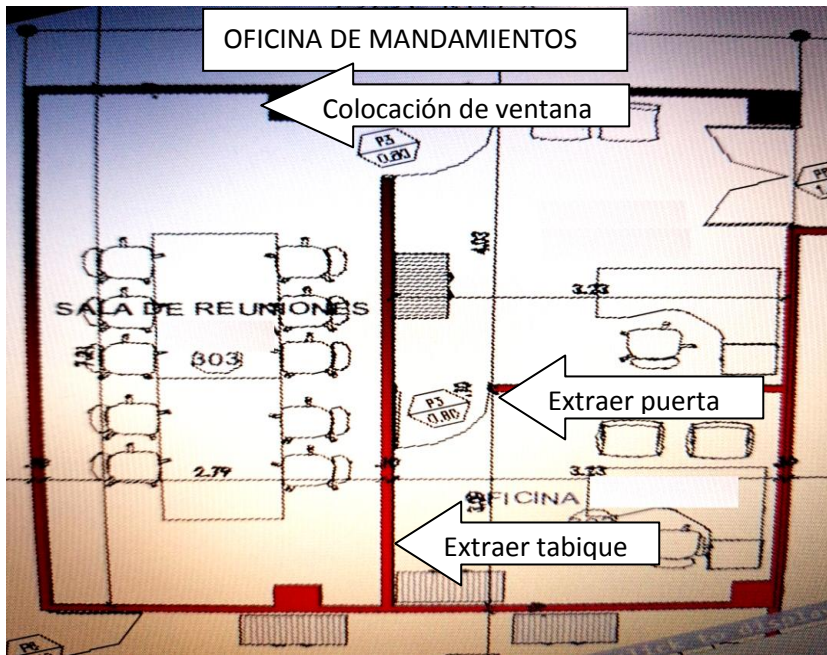 OFICINA DE MANDAMIENTOS
Colocación de ventana
P3
0.80
4.03
SALA DE REUNIONES
3.23
303
Extraer puerta
P3
0.80
2.79
3.23
OFICINA
Extraer tabique